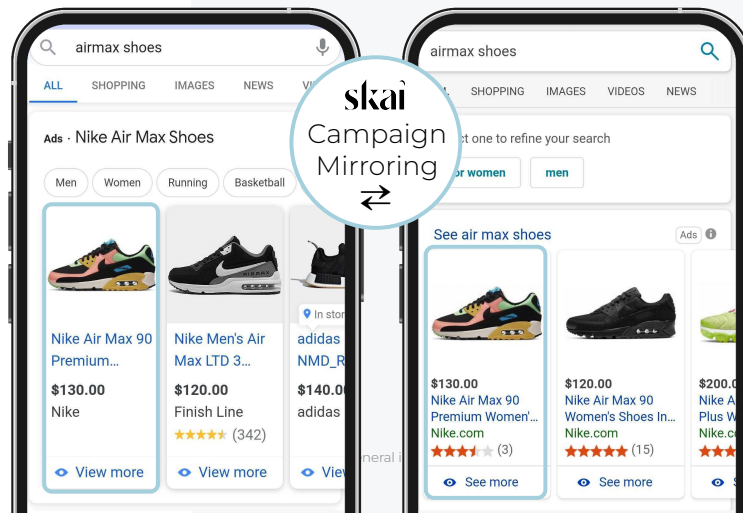 airmax shoes
ALL SHOPPING IMAGES NEWS
Ads · Nike Air Max Shoes
Men Women Running Basketball
Nike Air Max 90
Premium...
$130.00
Nike
View more
Nike Men's Air
Max LTD 3...
$120.00
Finish Line
(342)
View more
In stor
adidas
NMD_R
$140.0
adidas
View
skai
Campaign
Mirroring
airmax shoes
SHOPPING IMAGES VIDEOS NEWS
ct one to refine your search
or women men
See air max shoes
Ads
$130.00
Nike Air Max 90
Premium Women'...
Nike.com
(3)
See more
$120.00
Nike Air Max 90
Women's Shoes In...
Nike.com
(15)
See more
$200.0
Nike A
Plus W
Nike.c
neral i